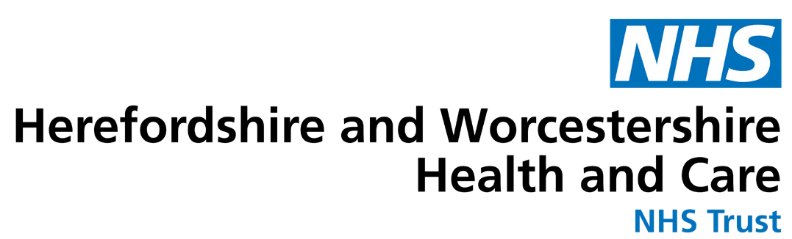 NHS
Herefordshire and Worcestershire
Health and Care
NHS Trust